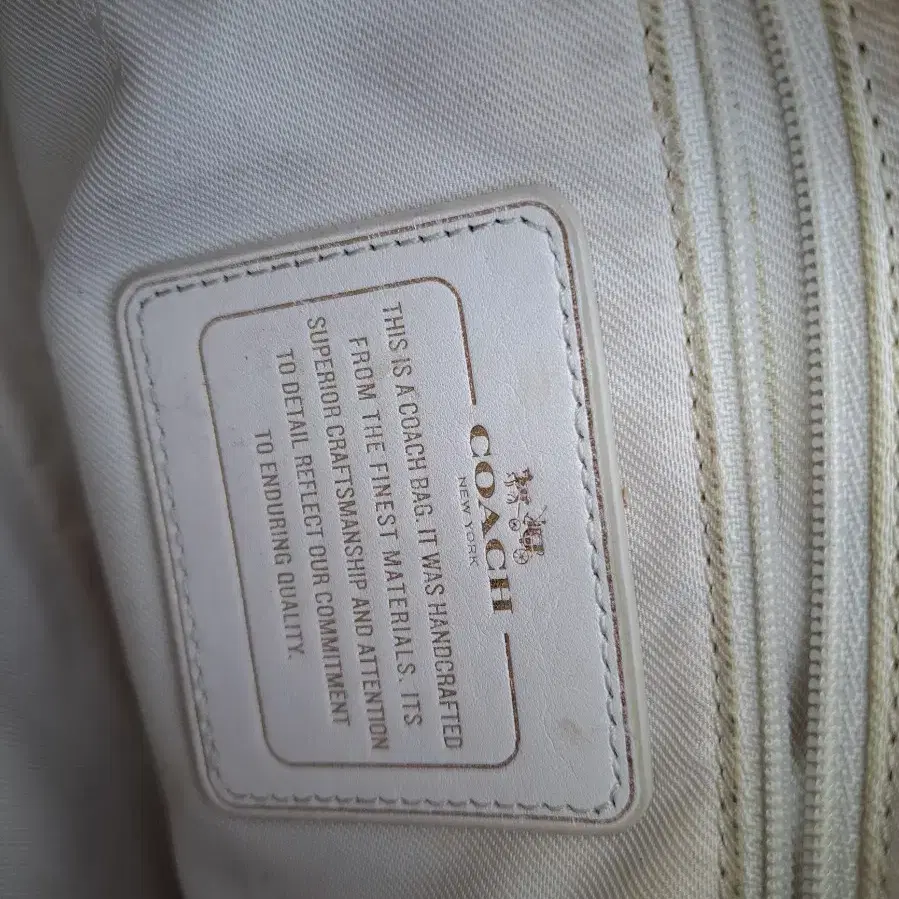 COACH
NEW YORK
THIS IS A COACH BAG. IT WAS HANDCRAFTED
FROM THE FINEST MATERIALS. ITS
SUPERIOR CRAFTSMANSHIP AND ATTENTION
TO DETAIL REFLECT OUR COMMITMENT
TO ENDURING QUALITY.